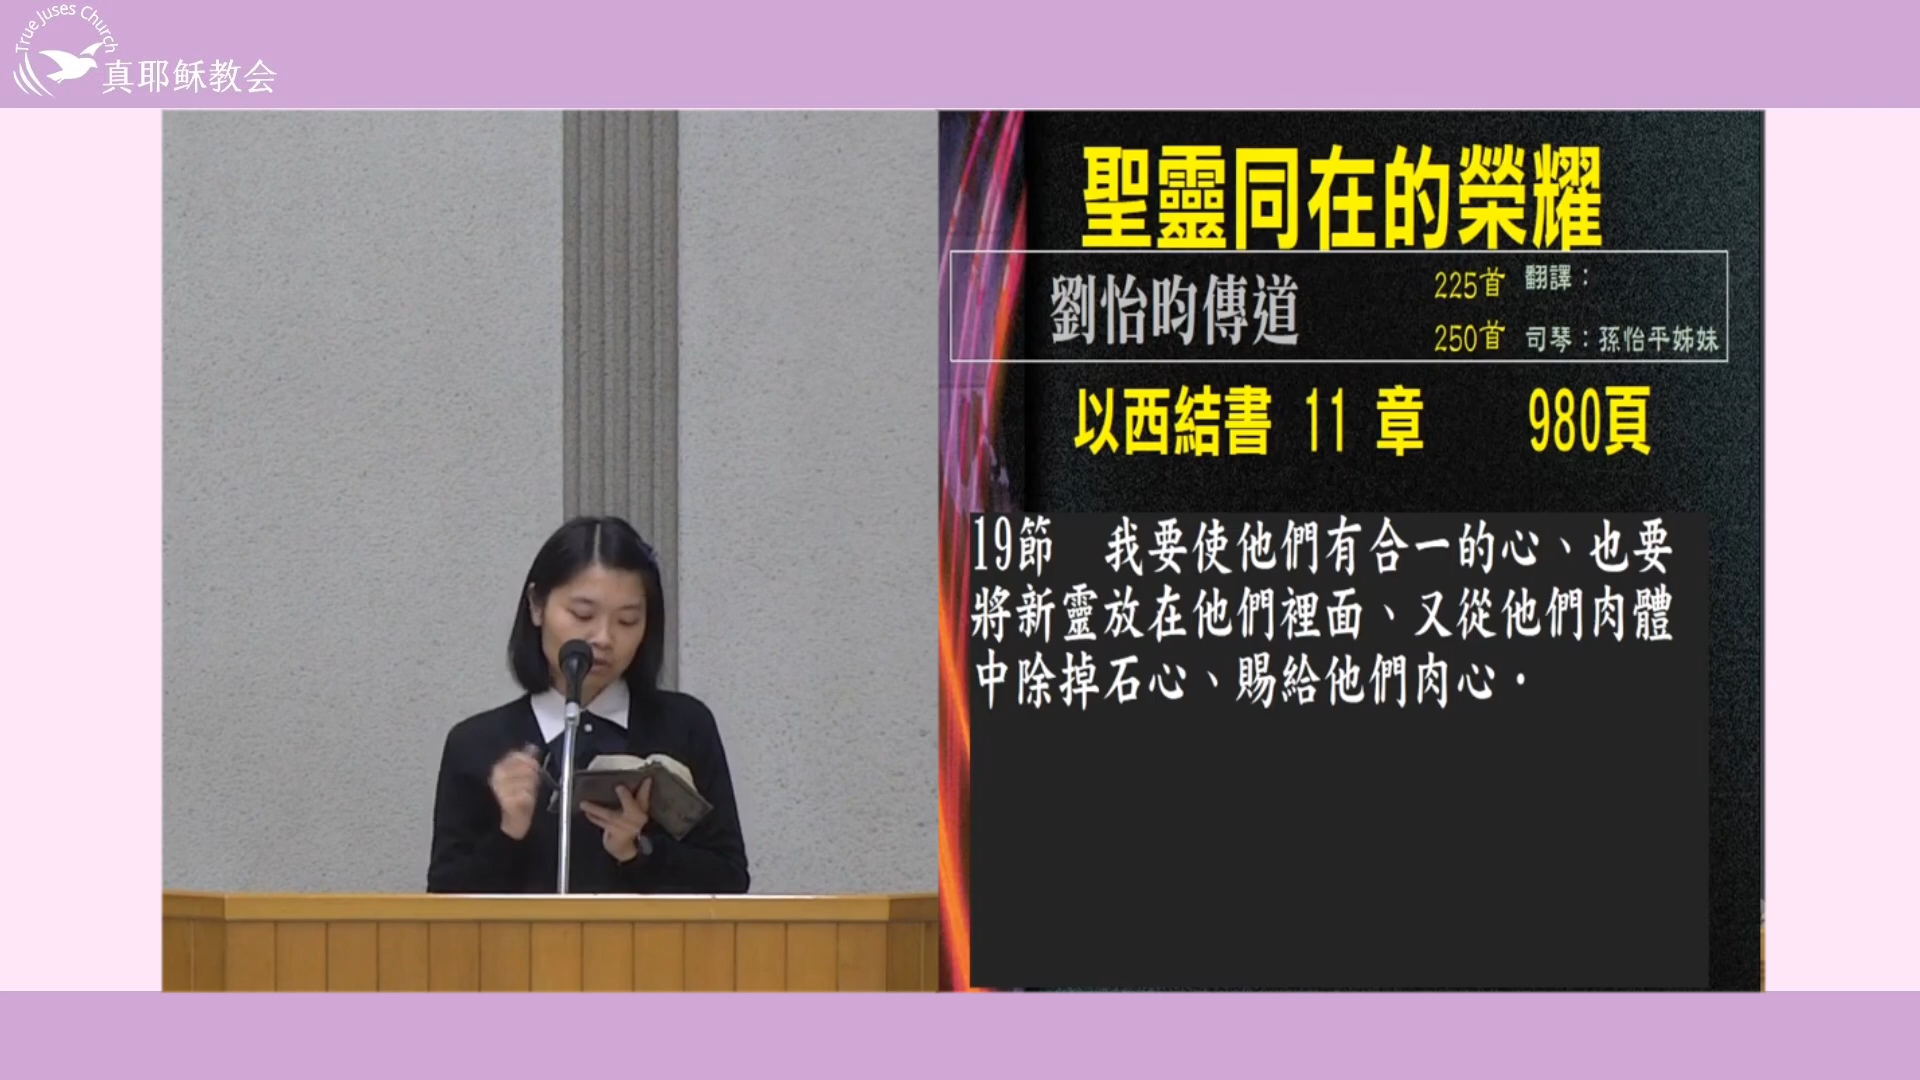 True Juses Church
真耶稣教会
聖靈同在的榮耀
劉怡昀傳道
225首 翻譯：
250首 司琴：孫怡平姊妹
以西結書 11 章 980頁
19節 我要使他們有合一的心、也要
將新靈放在他們裡面、又從他們肉體
中除掉石心、賜給他們肉心．